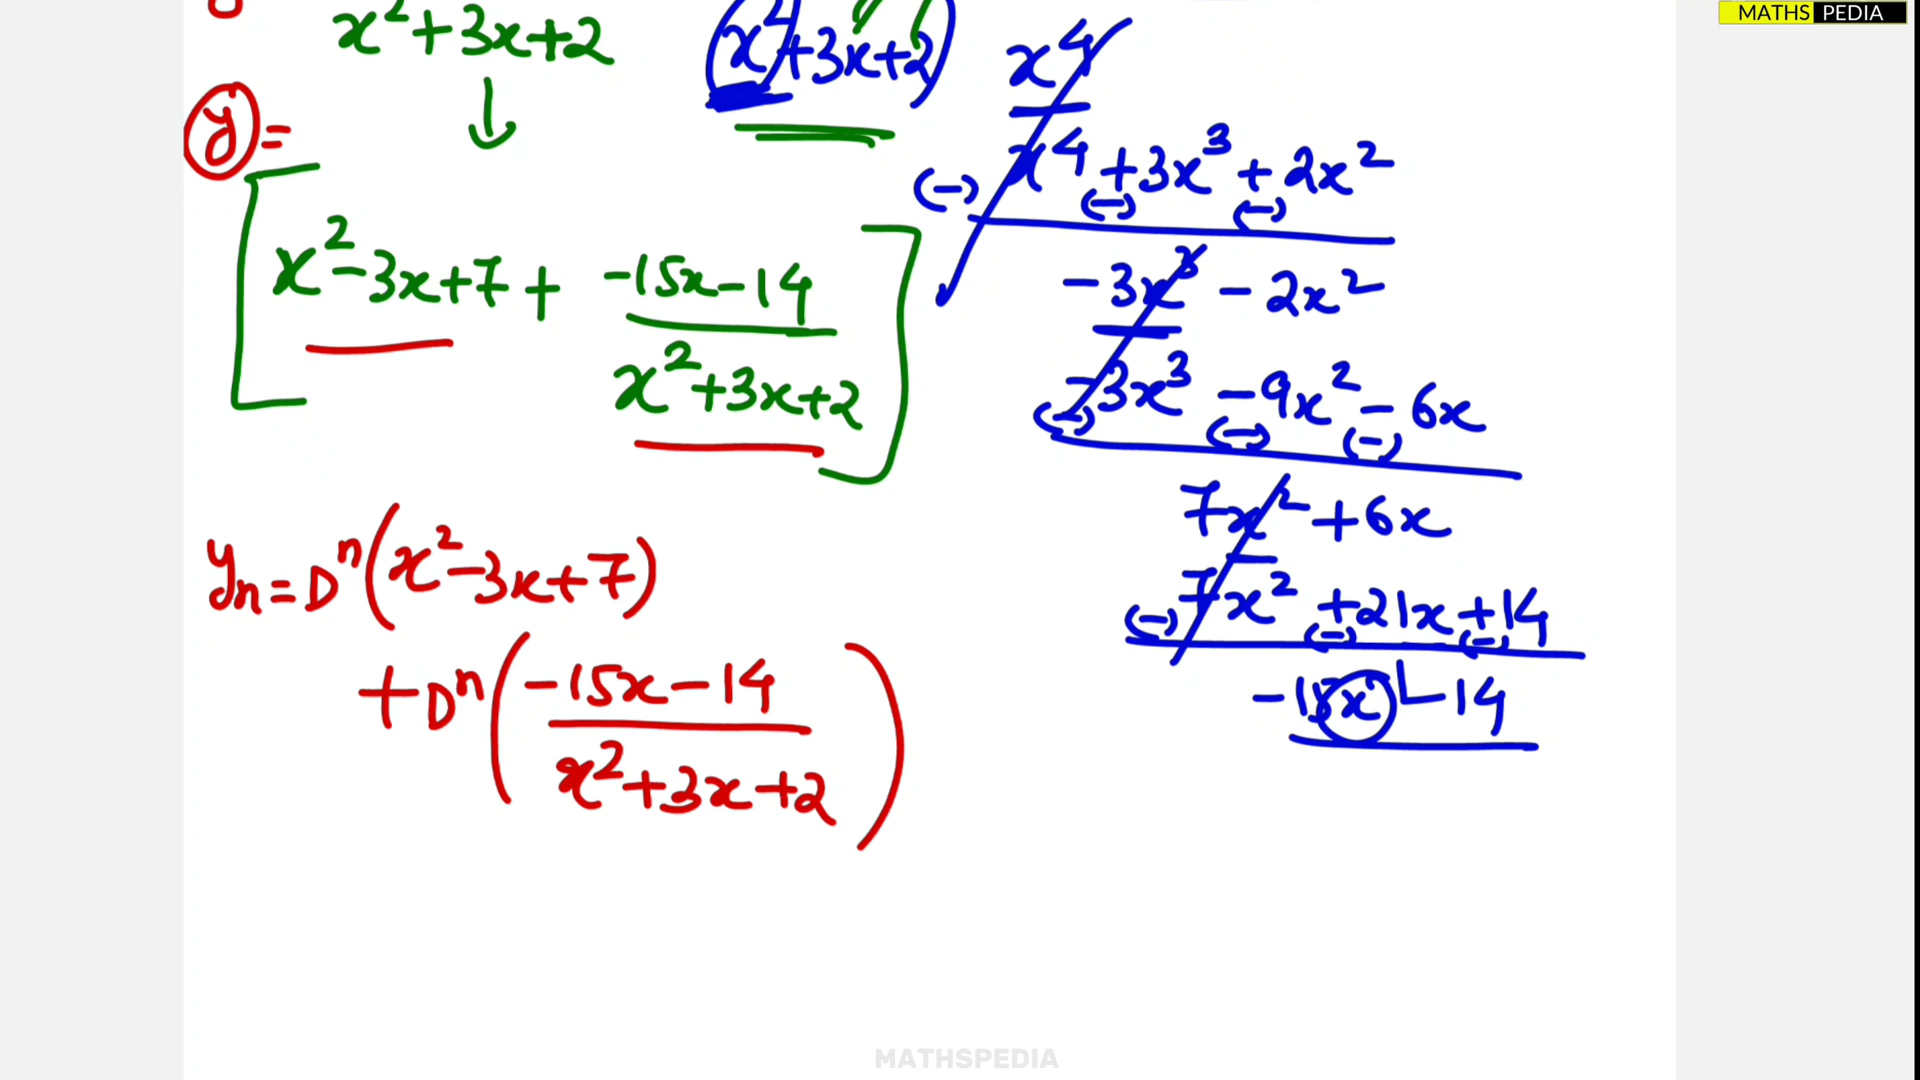 MATHS PEDIA
x²+3x+2
y =
x²-3x+7 + -15x-14
x²+3x+2
yn = Dⁿ(x²-3x+7)
+Dⁿ(-15x-14
x²+3x+2)
(x²+3x+2)
x⁴
(-) x⁴+3x³+2x²
(-) (-)
-3x³-2x²
-3x³-9x²-6x
(-) (-) (-)
7x²+6x
(-) 7x²+21x+14
(-) (-)
-15x-14
MATHSPEDIA